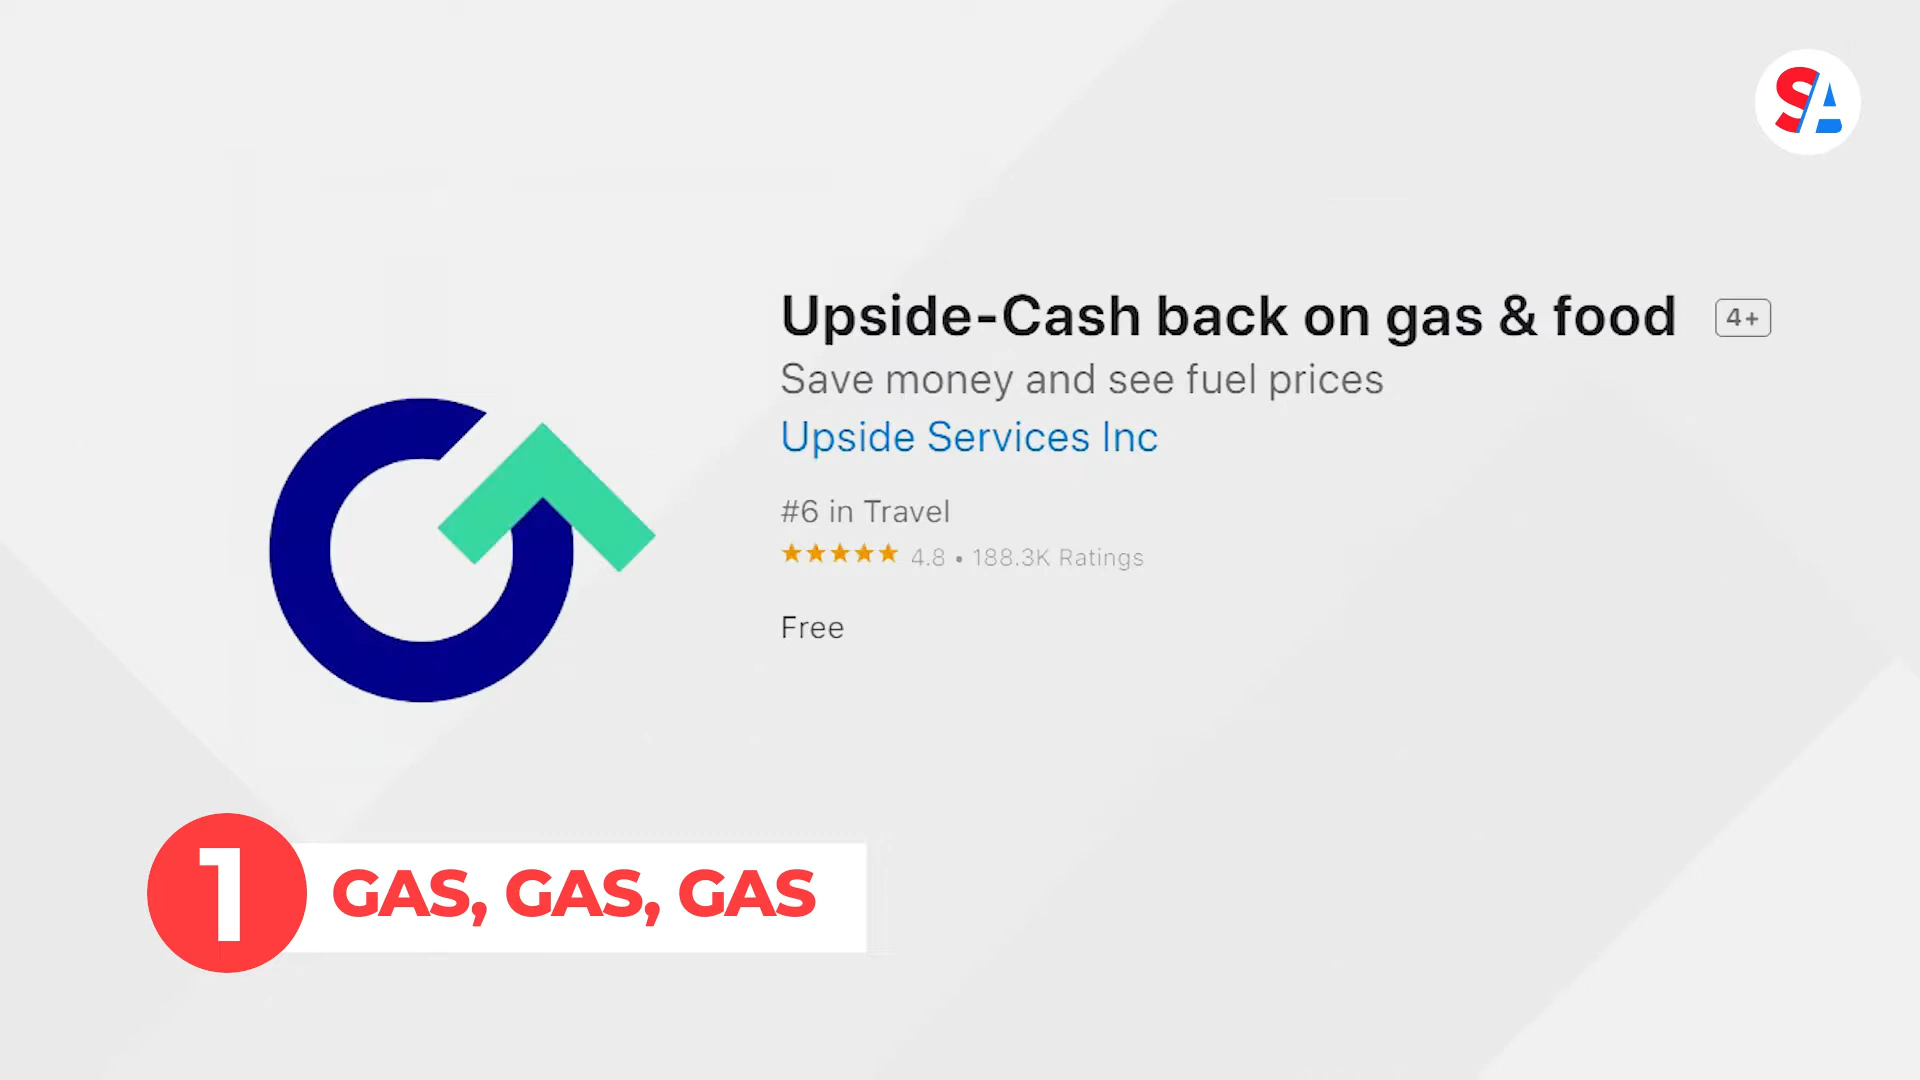 SA
Upside-Cash back on gas & food 4+
Save money and see fuel prices
Upside Services Inc
#6 in Travel
★★★★★ 4.8 • 188.3K Ratings
Free
1 GAS, GAS, GAS